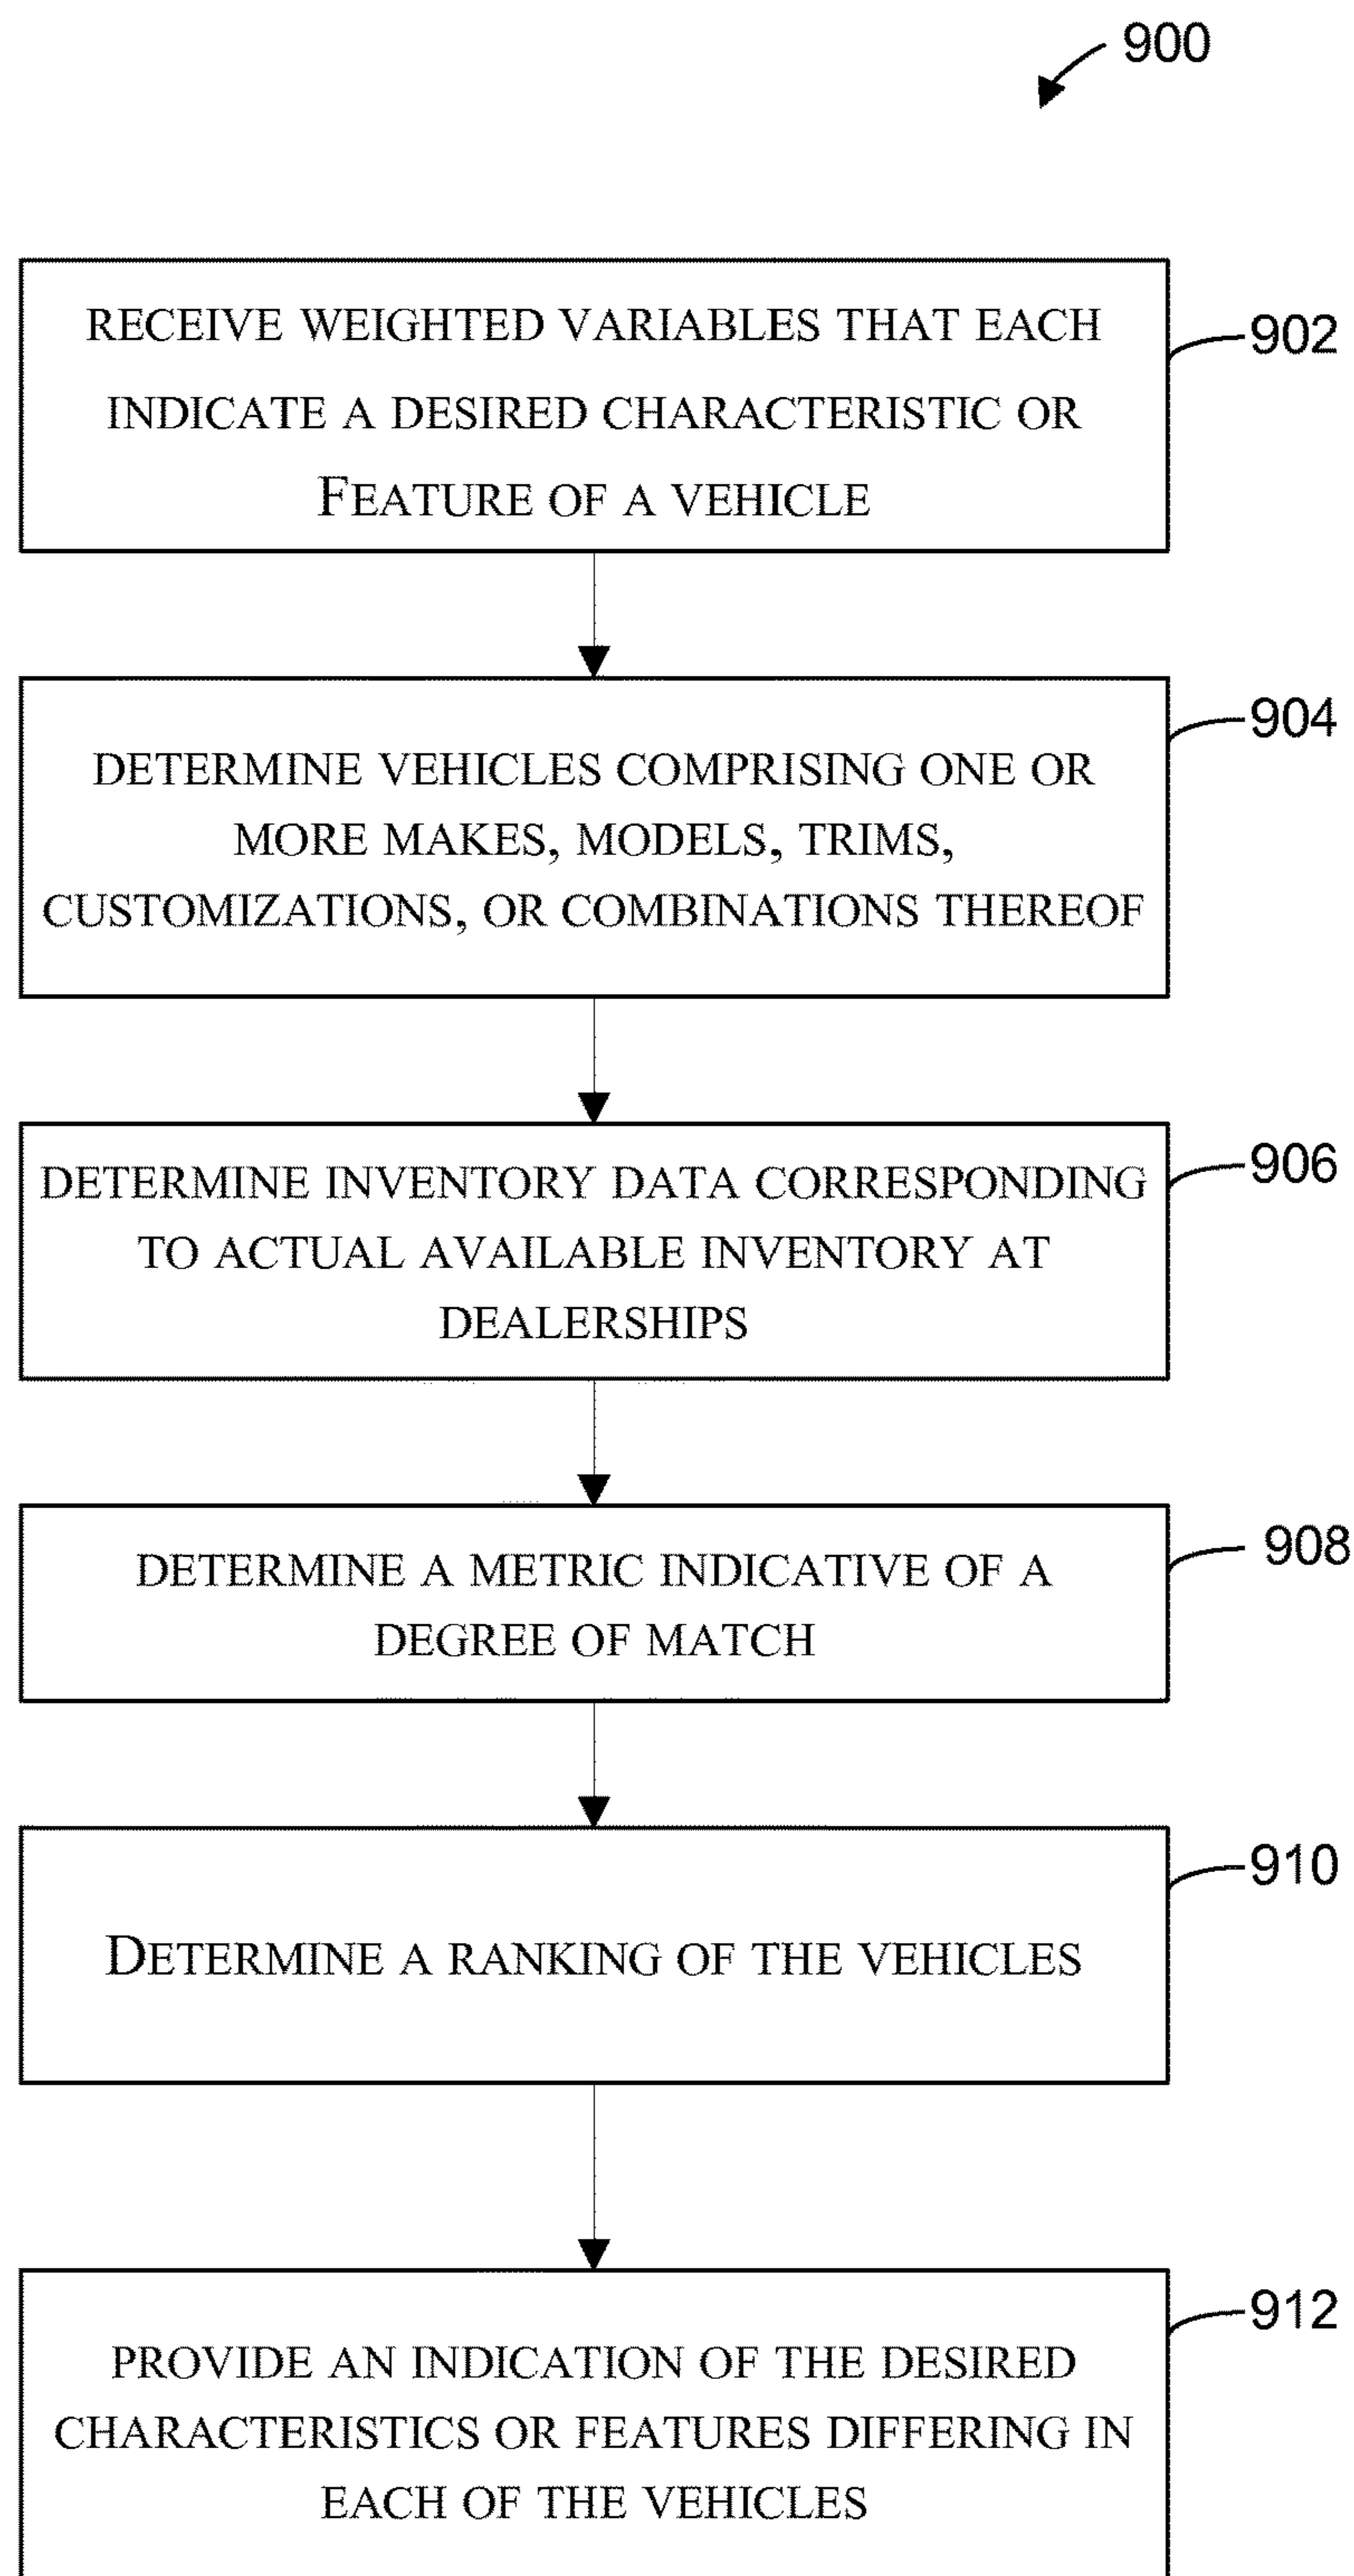 900
RECEIVE WEIGHTED VARIABLES THAT EACH
INDICATE A DESIRED CHARACTERISTIC OR
FEATURE OF A VEHICLE
902
DETERMINE VEHICLES COMPRISING ONE OR
MORE MAKES, MODELS, TRIMS,
CUSTOMIZATIONS, OR COMBINATIONS THEREOF
904
DETERMINE INVENTORY DATA CORRESPONDING
TO ACTUAL AVAILABLE INVENTORY AT
DEALERSHIPS
906
DETERMINE A METRIC INDICATIVE OF A
DEGREE OF MATCH
908
DETERMINE A RANKING OF THE VEHICLES
910
PROVIDE AN INDICATION OF THE DESIRED
CHARACTERISTICS OR FEATURES DIFFERING IN
EACH OF THE VEHICLES
912